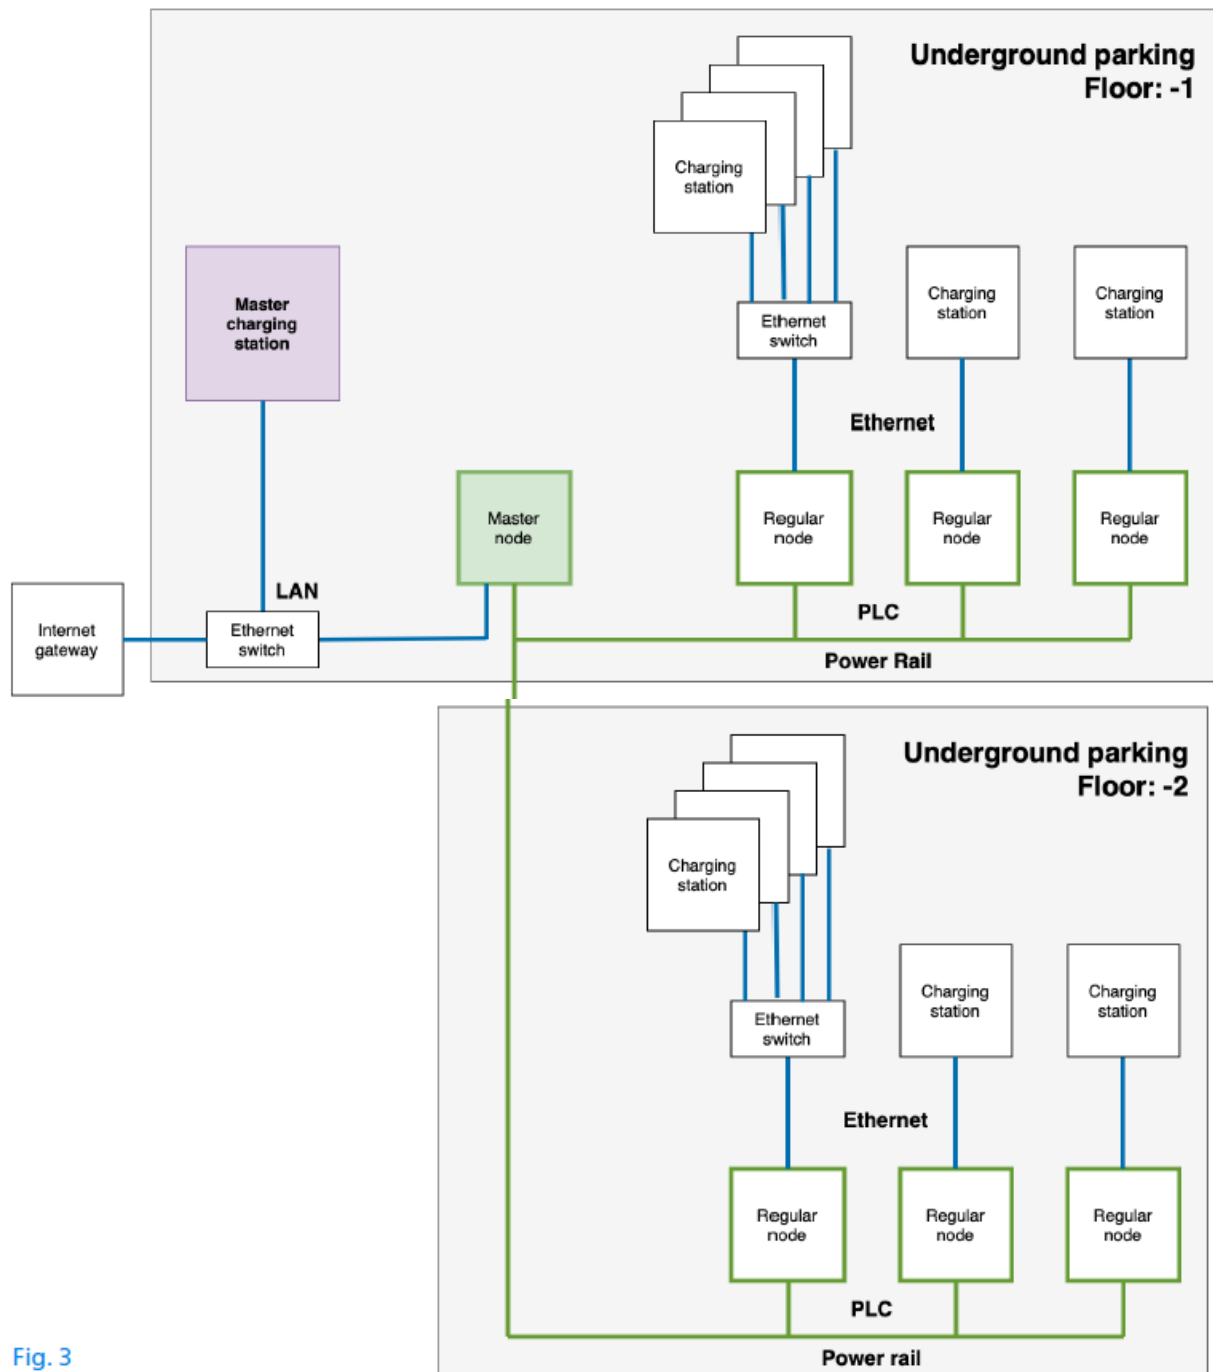 Underground parking
Floor: -1
Charging
station
Master
charging
station
Ethernet
switch
Charging
station
Charging
station
Ethernet
Master
node
Regular
node
Regular
node
Regular
node
LAN
PLC
Internet
gateway
Ethernet
switch
Power Rail
Underground parking
Floor: -2
Charging
station
Ethernet
switch
Charging
station
Charging
station
Ethernet
Regular
node
Regular
node
Regular
node
PLC
Power rail
Fig. 3